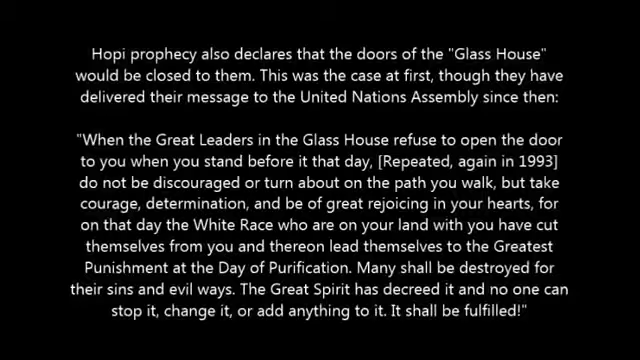 Hopi prophecy also declares that the doors of the "Glass House"
would be closed to them. This was the case at first, though they have
delivered their message to the United Nations Assembly since then:
"When the Great Leaders in the Glass House refuse to open the door
to you when you stand before it that day, [Repeated, again in 1993]
do not be discouraged or turn about on the path you walk, but take
courage, determination, and be of great rejoicing in your hearts, for
on that day the White Race who are on your land with you have cut
themselves from you and thereon lead themselves to the Greatest
Punishment at the Day of Purification. Many shall be destroyed for
their sins and evil ways. The Great Spirit has decreed it and no one can
stop it, change it, or add anything to it. It shall be fulfilled!"